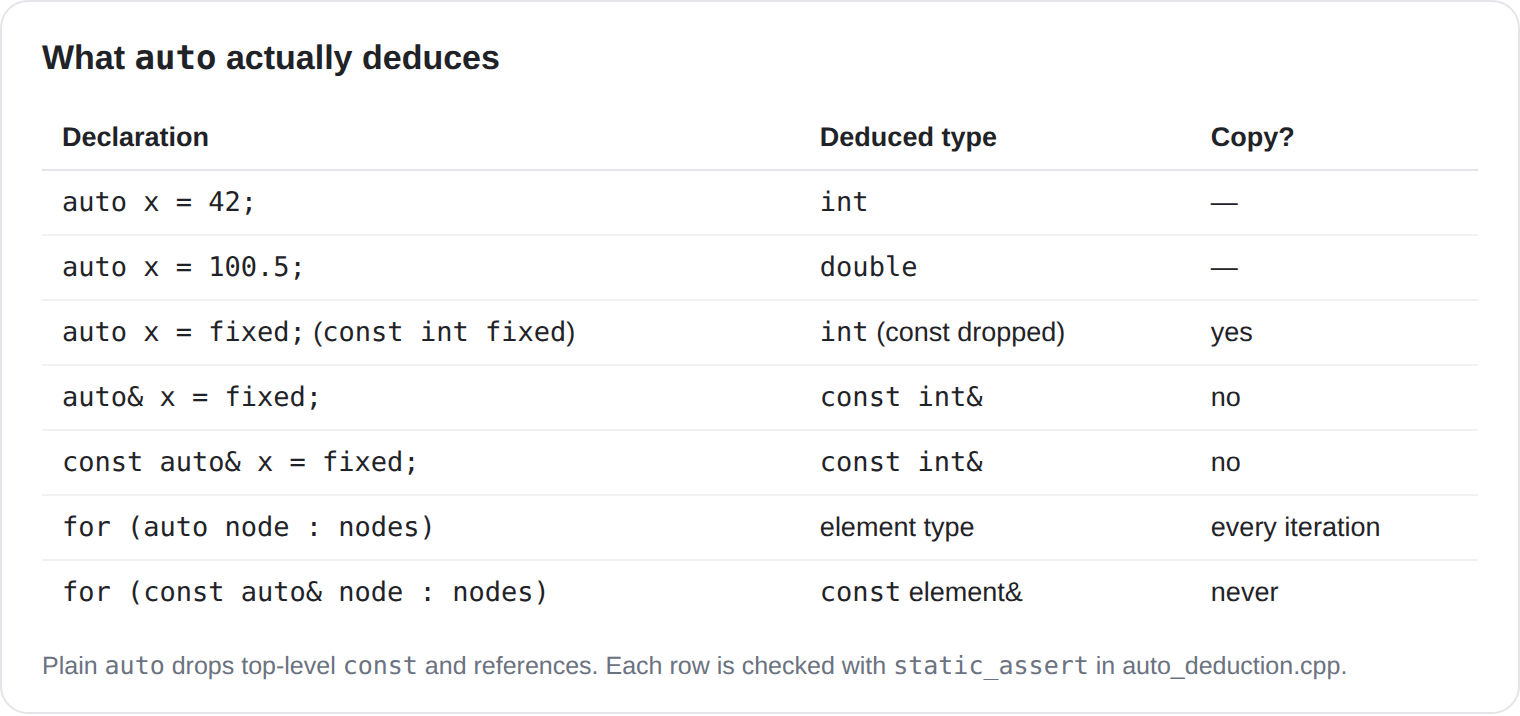 What auto actually deduces
Declaration Deduced type Copy?
auto x = 42; int —
auto x = 100.5; double —
auto x = fixed; (const int fixed) int (const dropped) yes
auto& x = fixed; const int& no
const auto& x = fixed; const int& no
for (auto node : nodes) element type every iteration
for (const auto& node : nodes) const element& never
Plain auto drops top-level const and references. Each row is checked with static_assert in auto_deduction.cpp.